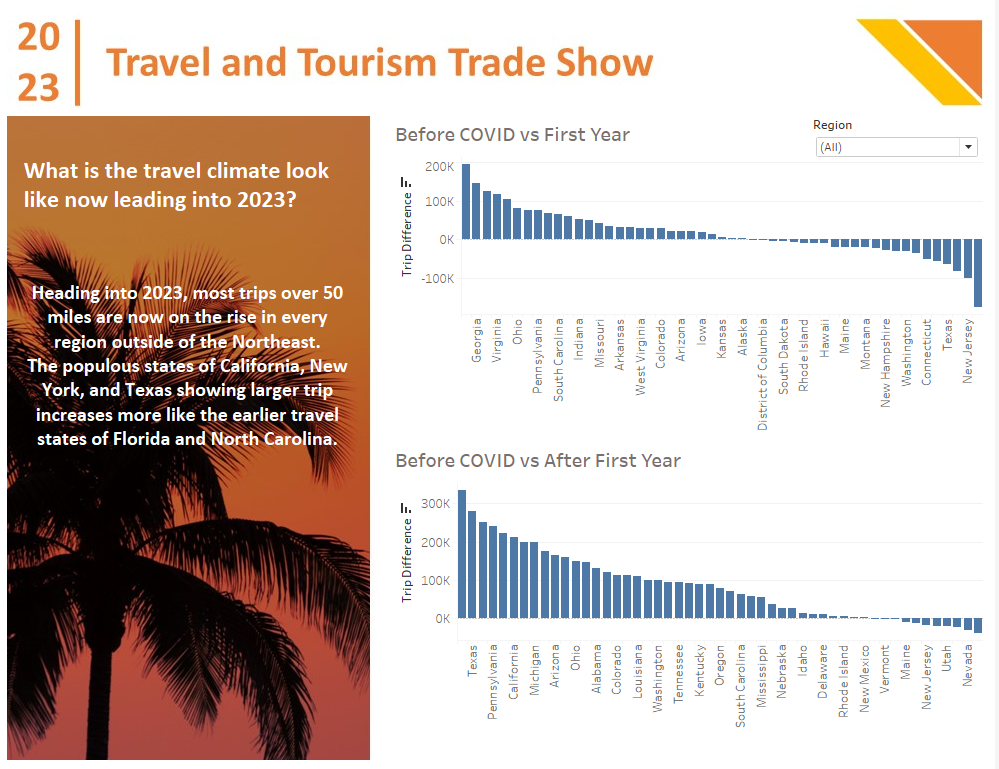 20
23
Travel and Tourism Trade Show
What is the travel climate look
like now leading into 2023?
Heading into 2023, most trips over 50
miles are now on the rise in every
region outside of the Northeast.
The populous states of California, New
York, and Texas showing larger trip
increases more like the earlier travel
states of Florida and North Carolina.
Before COVID vs First Year
Region
(All)
Trip Difference
200K
100K
0K
-100K
Georgia
Virginia
Ohio
Pennsylvania
South Carolina
Indiana
Missouri
Arkansas
West Virginia
Colorado
Arizona
Iowa
Kansas
Alaska
District of Columbia
South Dakota
Rhode Island
Hawaii
Maine
Montana
New Hampshire
Washington
Connecticut
Texas
New Jersey
Before COVID vs After First Year
Trip Difference
300K
200K
100K
0K
Texas
Pennsylvania
California
Michigan
Arizona
Ohio
Alabama
Colorado
Louisiana
Washington
Tennessee
Kentucky
Oregon
South Carolina
Mississippi
Nebraska
Idaho
Delaware
Rhode Island
New Mexico
Vermont
Maine
New Jersey
Utah
Nevada